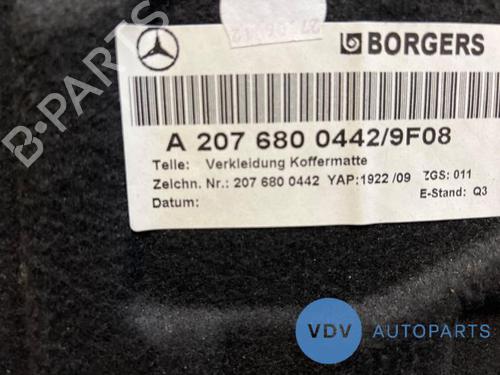 BORGERS
A 207 680 0442/9F08
Teile: Verkleidung Koffermatte
Zeichn. Nr.: 207 680 0442 YAP:1922 /09 ZGS: 011
E-Stand: Q3
Datum:
VDV AUTOPARTS